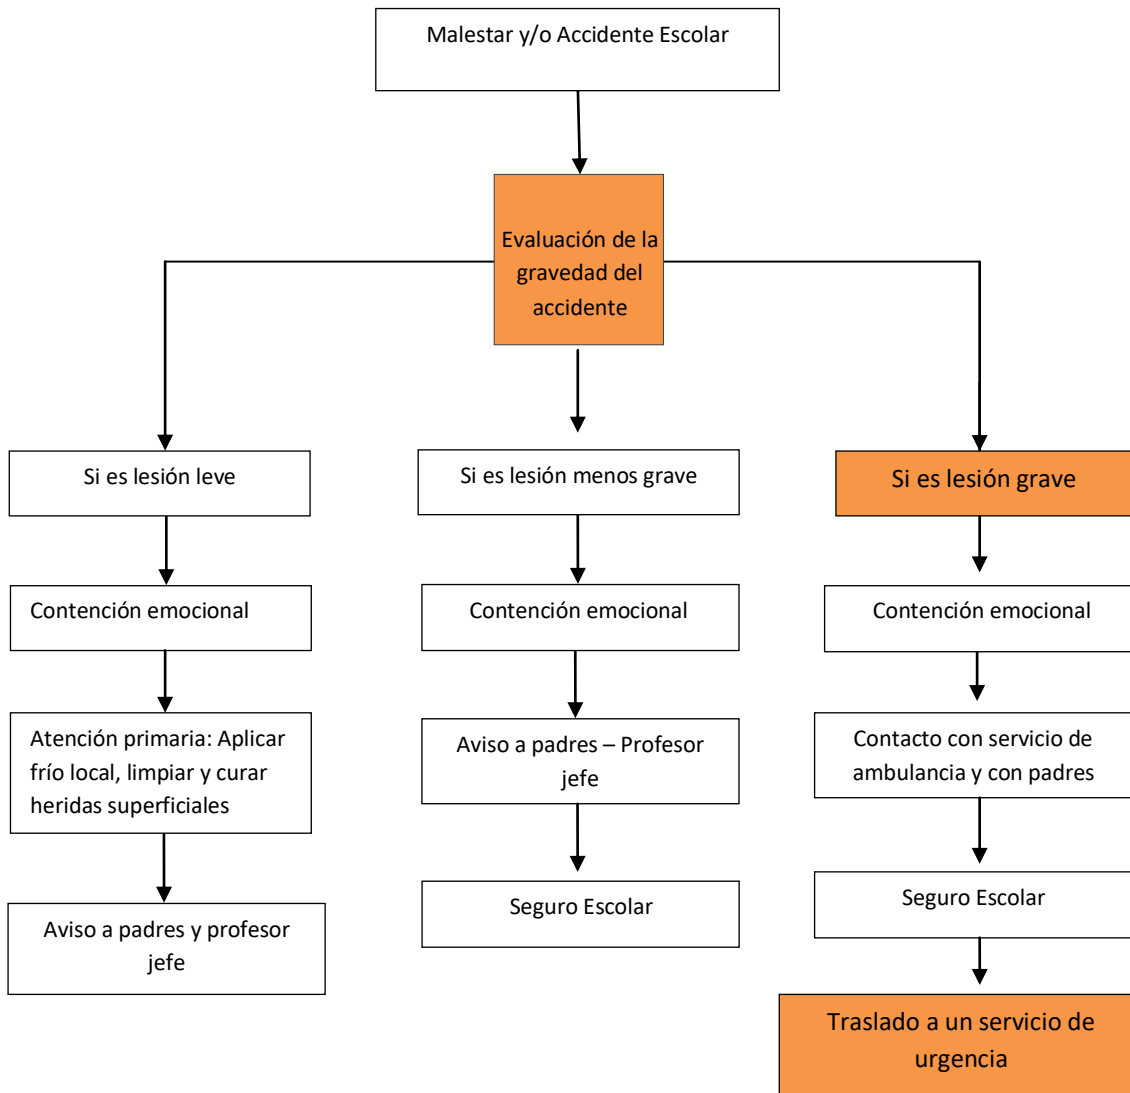 Malestar y/o Accidente Escolar
Evaluación de la
gravedad del
accidente
Si es lesión leve
Contención emocional
Atención primaria: Aplicar
frío local, limpiar y curar
heridas superficiales
Aviso a padres y profesor
jefe
Si es lesión menos grave
Contención emocional
Aviso a padres – Profesor
jefe
Seguro Escolar
Si es lesión grave
Contención emocional
Contacto con servicio de
ambulancia y con padres
Seguro Escolar
Traslado a un servicio de
urgencia